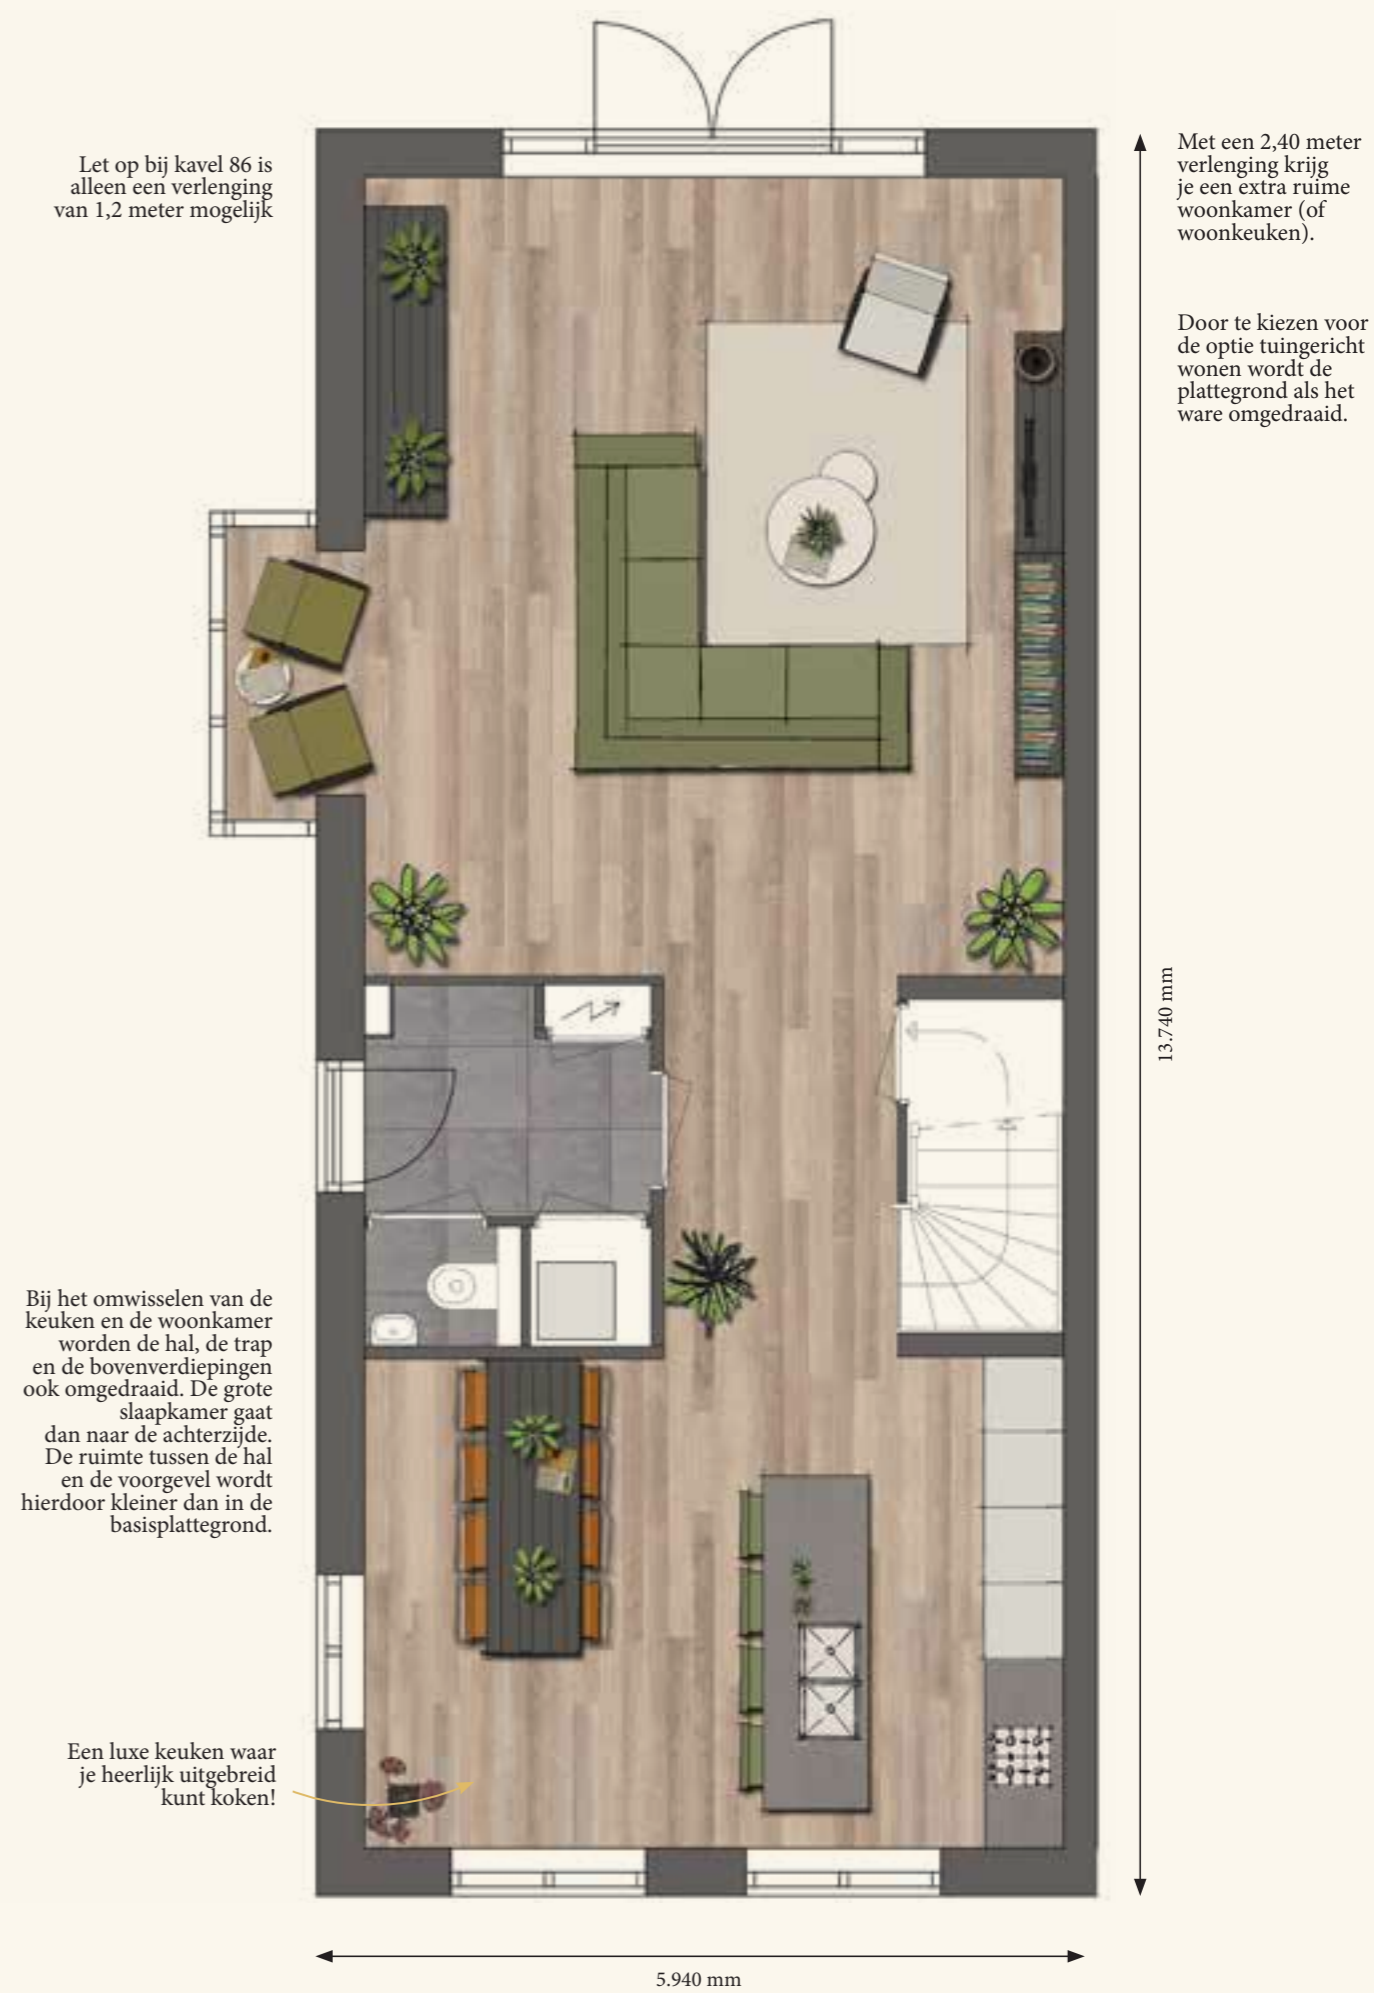 Let op bij kavel 86 is
alleen een verlenging
van 1,2 meter mogelijk
Met een 2,40 meter
verlenging krijg
je een extra ruime
woonkamer (of
woonkeuken).
Door te kiezen voor
de optie tuingericht
wonen wordt de
plattegrond als het
ware omgedraaid.
13.740 mm
Bij het omwisselen van de
keuken en de woonkamer
worden de hal, de trap
en de bovenverdiepingen
ook omgedraaid. De grote
slaapkamer gaat
dan naar de achterzijde.
De ruimte tussen de hal
en de voorgevel wordt
hierdoor kleiner dan in de
basisplattegrond.
Een luxe keuken waar
je heerlijk uitgebreid
kunt koken!
5.940 mm